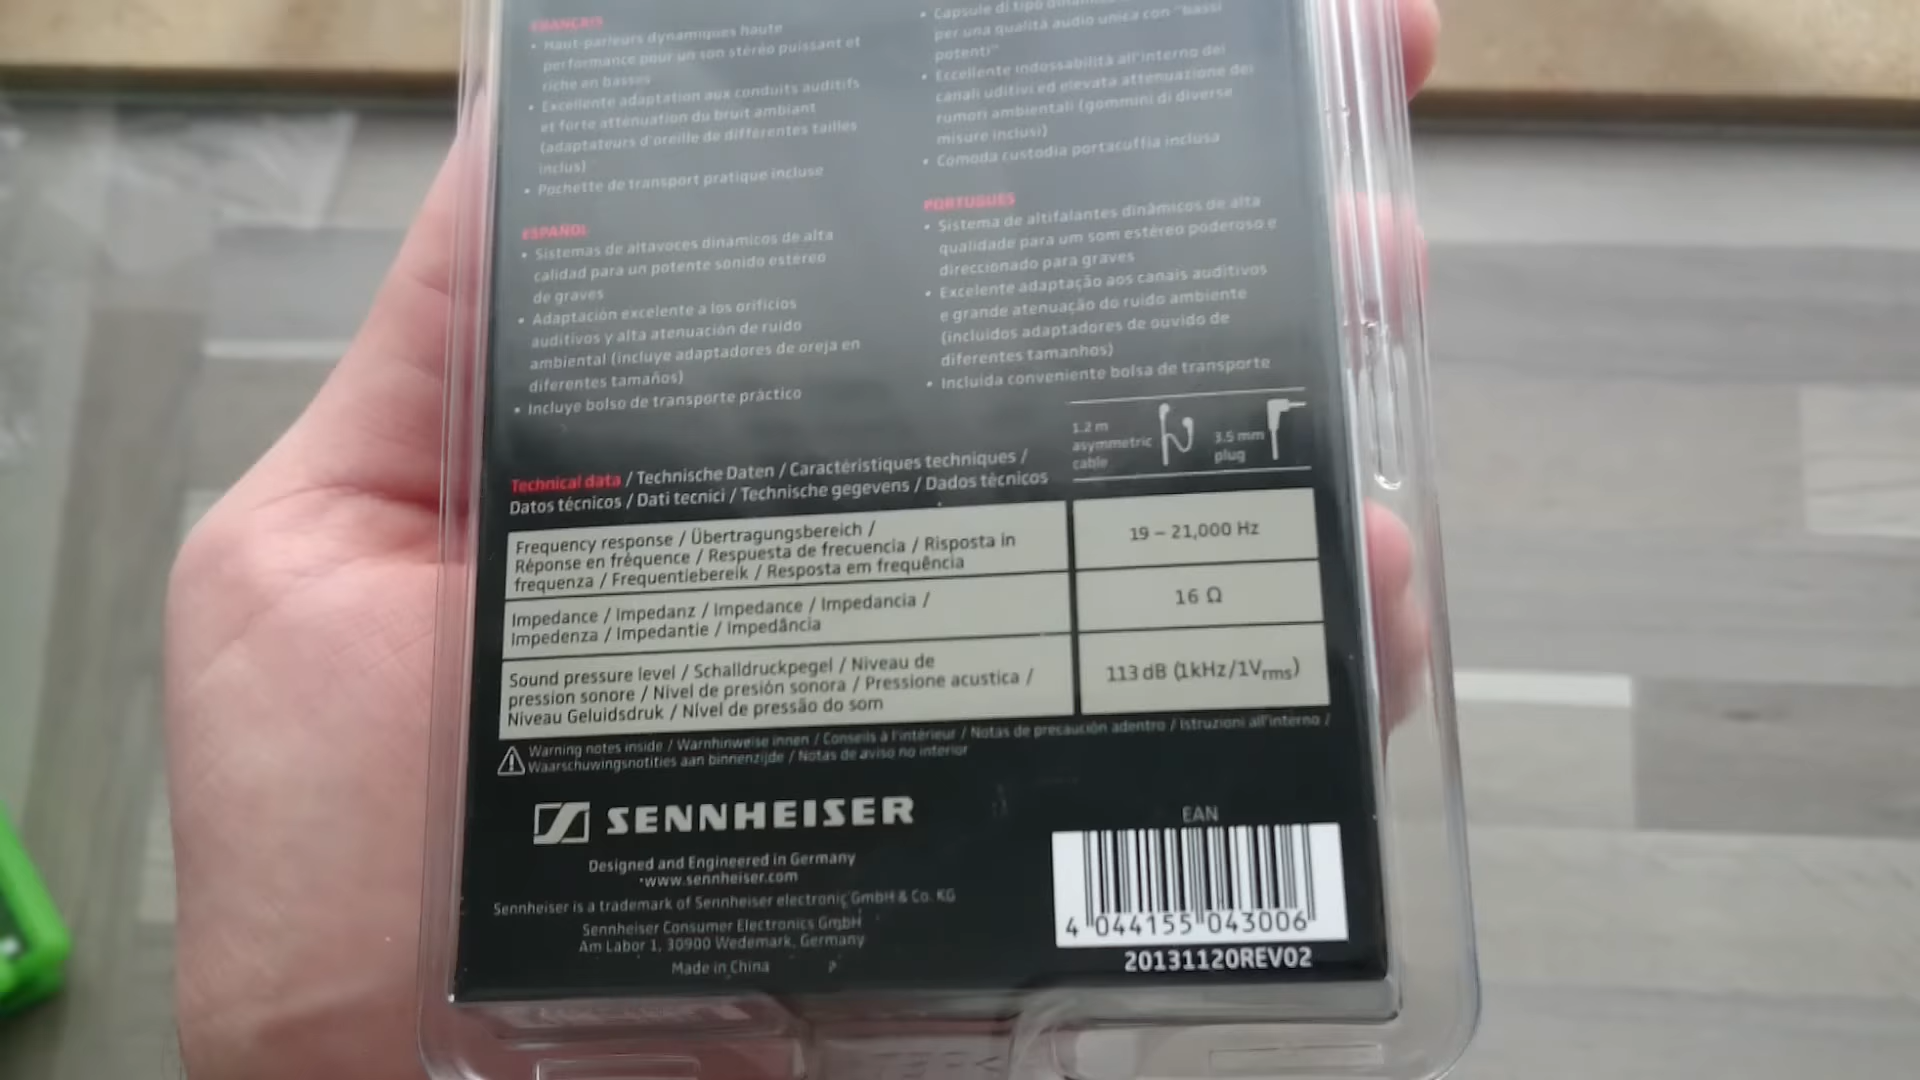 FRANÇAIS
• Haut-parleurs dynamiques haute
performance pour un son stéréo puissant et
riche en basses
• Excellente adaptation aux conduits auditifs
et forte atténuation du bruit ambiant
(adaptateurs d'oreille de différentes tailles
inclus)
• Pochette de transport pratique incluse
ESPAÑOL
• Sistemas de altavoces dinámicos de alta
calidad para un potente sonido estéreo
de graves
• Adaptación excelente a los orificios
auditivos y alta atenuación de ruido
ambiental (incluye adaptadores de oreja en
diferentes tamaños)
• Incluye bolso de transporte práctico
• Capsule di tipo
per una qualità audio unica con "bassi
potenti"
• Eccellente indossabilità all'interno dei
canali uditivi ed elevata attenuazione dei
rumori ambientali (gommini di diverse
misure inclusi)
• Comoda custodia portacuffia inclusa
PORTUGUÊS
• Sistema de altifalantes dinâmicos de alta
qualidade para um som estéreo poderoso e
direccionado para graves
• Excelente adaptação aos canais auditivos
e grande atenuação do ruído ambiente
(incluídos adaptadores de ouvido de
diferentes tamanhos)
• Incluída conveniente bolsa de transporte
1.2 m
asymmetric
cable
3.5 mm
plug
Technical data / Technische Daten / Caractéristiques techniques /
Datos técnicos / Dati tecnici / Technische gegevens / Dados técnicos
Frequency response / Übertragungsbereich /
Réponse en fréquence / Respuesta de frecuencia / Risposta in
frequenza / Frequentiebereik / Resposta em frequência
19 – 21,000 Hz
Impedance / Impedanz / Impedance / Impedancia /
Impedenza / Impedantie / Impedância
16 Ω
Sound pressure level / Schalldruckpegel / Niveau de
pression sonore / Nivel de presión sonora / Pressione acustica /
Niveau Geluidsdruk / Nível de pressão do som
113 dB (1kHz/1Vrms)
Warning notes inside / Warnhinweise innen / Conseils à l'intérieur / Notas de precaución adentro / Istruzioni all'interno /
Waarschuwingsnotities aan binnenzijde / Notas de aviso no interior
SENNHEISER
Designed and Engineered in Germany
www.sennheiser.com
Sennheiser is a trademark of Sennheiser electronic GmbH & Co. KG
Sennheiser Consumer Electronics GmbH
Am Labor 1, 30900 Wedemark, Germany
Made in China
EAN
4 044155 043006
20131120REV02